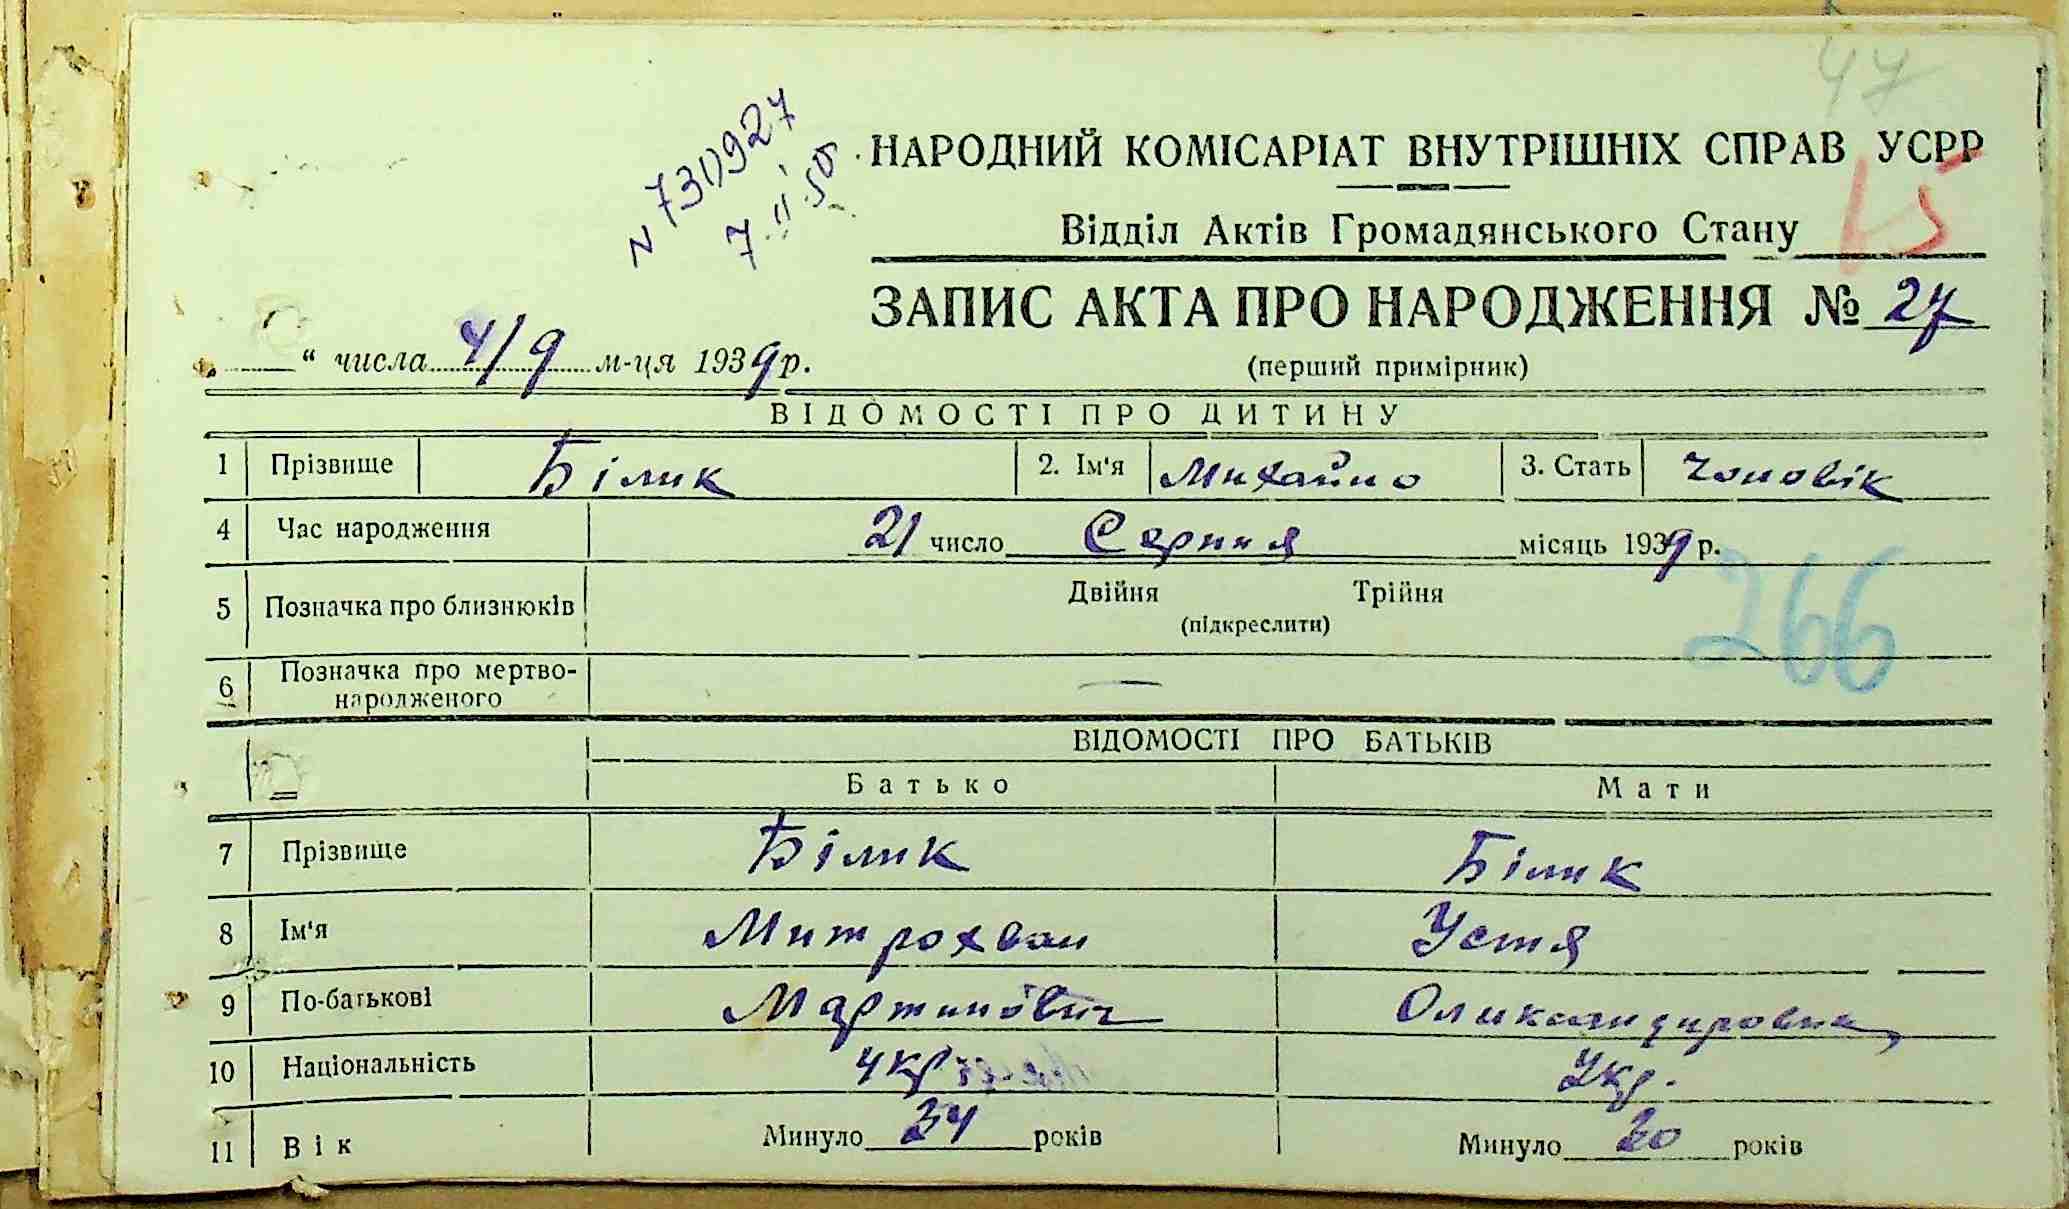 47
N 730927
7.II.50
НАРОДНИЙ КОМІСАРІАТ ВНУТРІШНІХ СПРАВ УСРР
15
Відділ Актів Громадянського Стану
ЗАПИС АКТА ПРО НАРОДЖЕННЯ № 27
„ “ числа 4/9 м-ця 1939 р.
(перший примірник)
ВІДОМОСТІ ПРО ДИТИНУ
1 Прізвище Білик 2. Ім'я Михайло 3. Стать Чоловік
4 Час народження 21 число Серпня місяць 1939 р.
266
5 Позначка про близнюків Двійня Трійня
(підкреслити)
6 Позначка про мертво-
народженого —
ВІДОМОСТІ ПРО БАТЬКІВ
Батько Мати
7 Прізвище Білик Білик
8 Ім'я Митрохван Устя
9 По-батькові Мартинович Олександровна
10 Національність укр Укр.
11 Вік Минуло 34 років Минуло 30 років